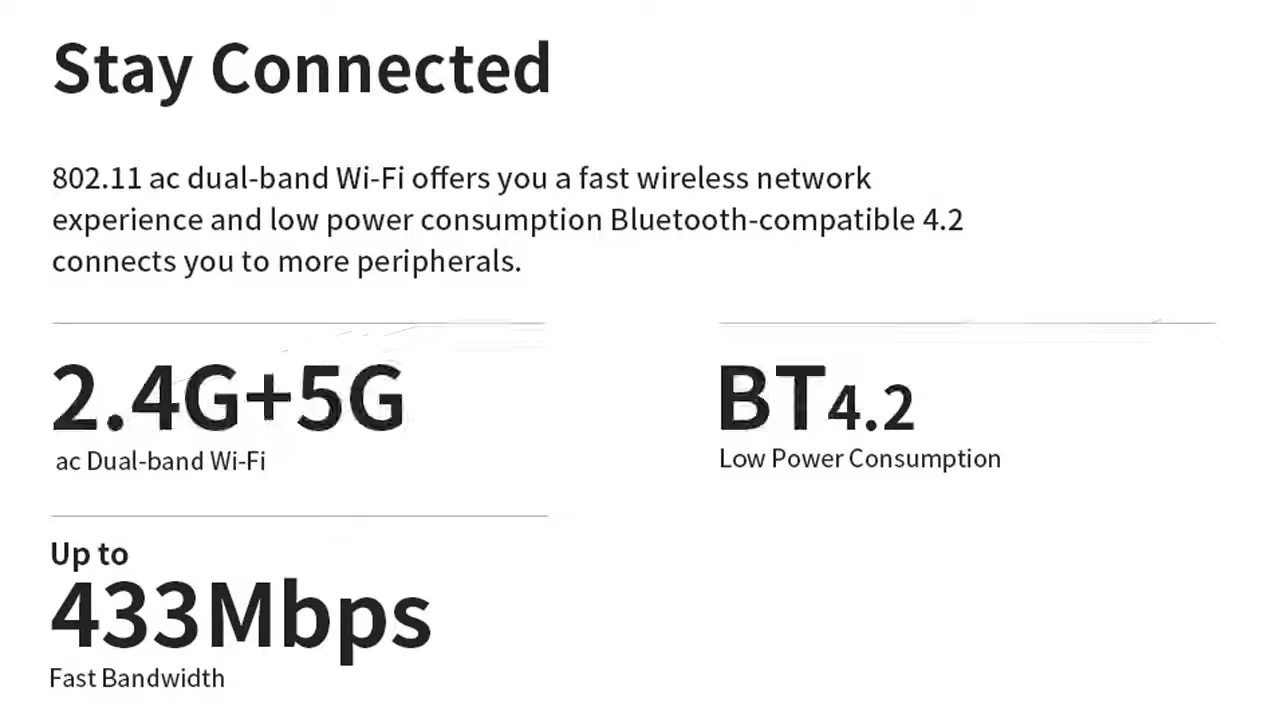 Stay Connected
802.11 ac dual-band Wi-Fi offers you a fast wireless network
experience and low power consumption Bluetooth-compatible 4.2
connects you to more peripherals.
2.4G+5G
ac Dual-band Wi-Fi
BT4.2
Low Power Consumption
Up to
433Mbps
Fast Bandwidth